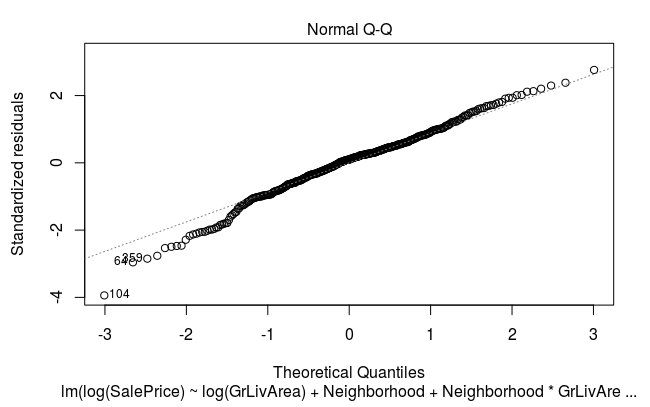 Normal Q-Q
Standardized residuals
2
0
-2
-4
359
104
-3 -2 -1 0 1 2 3
Theoretical Quantiles
lm(log(SalePrice) ~ log(GrLivArea) + Neighborhood + Neighborhood * GrLivAre ...